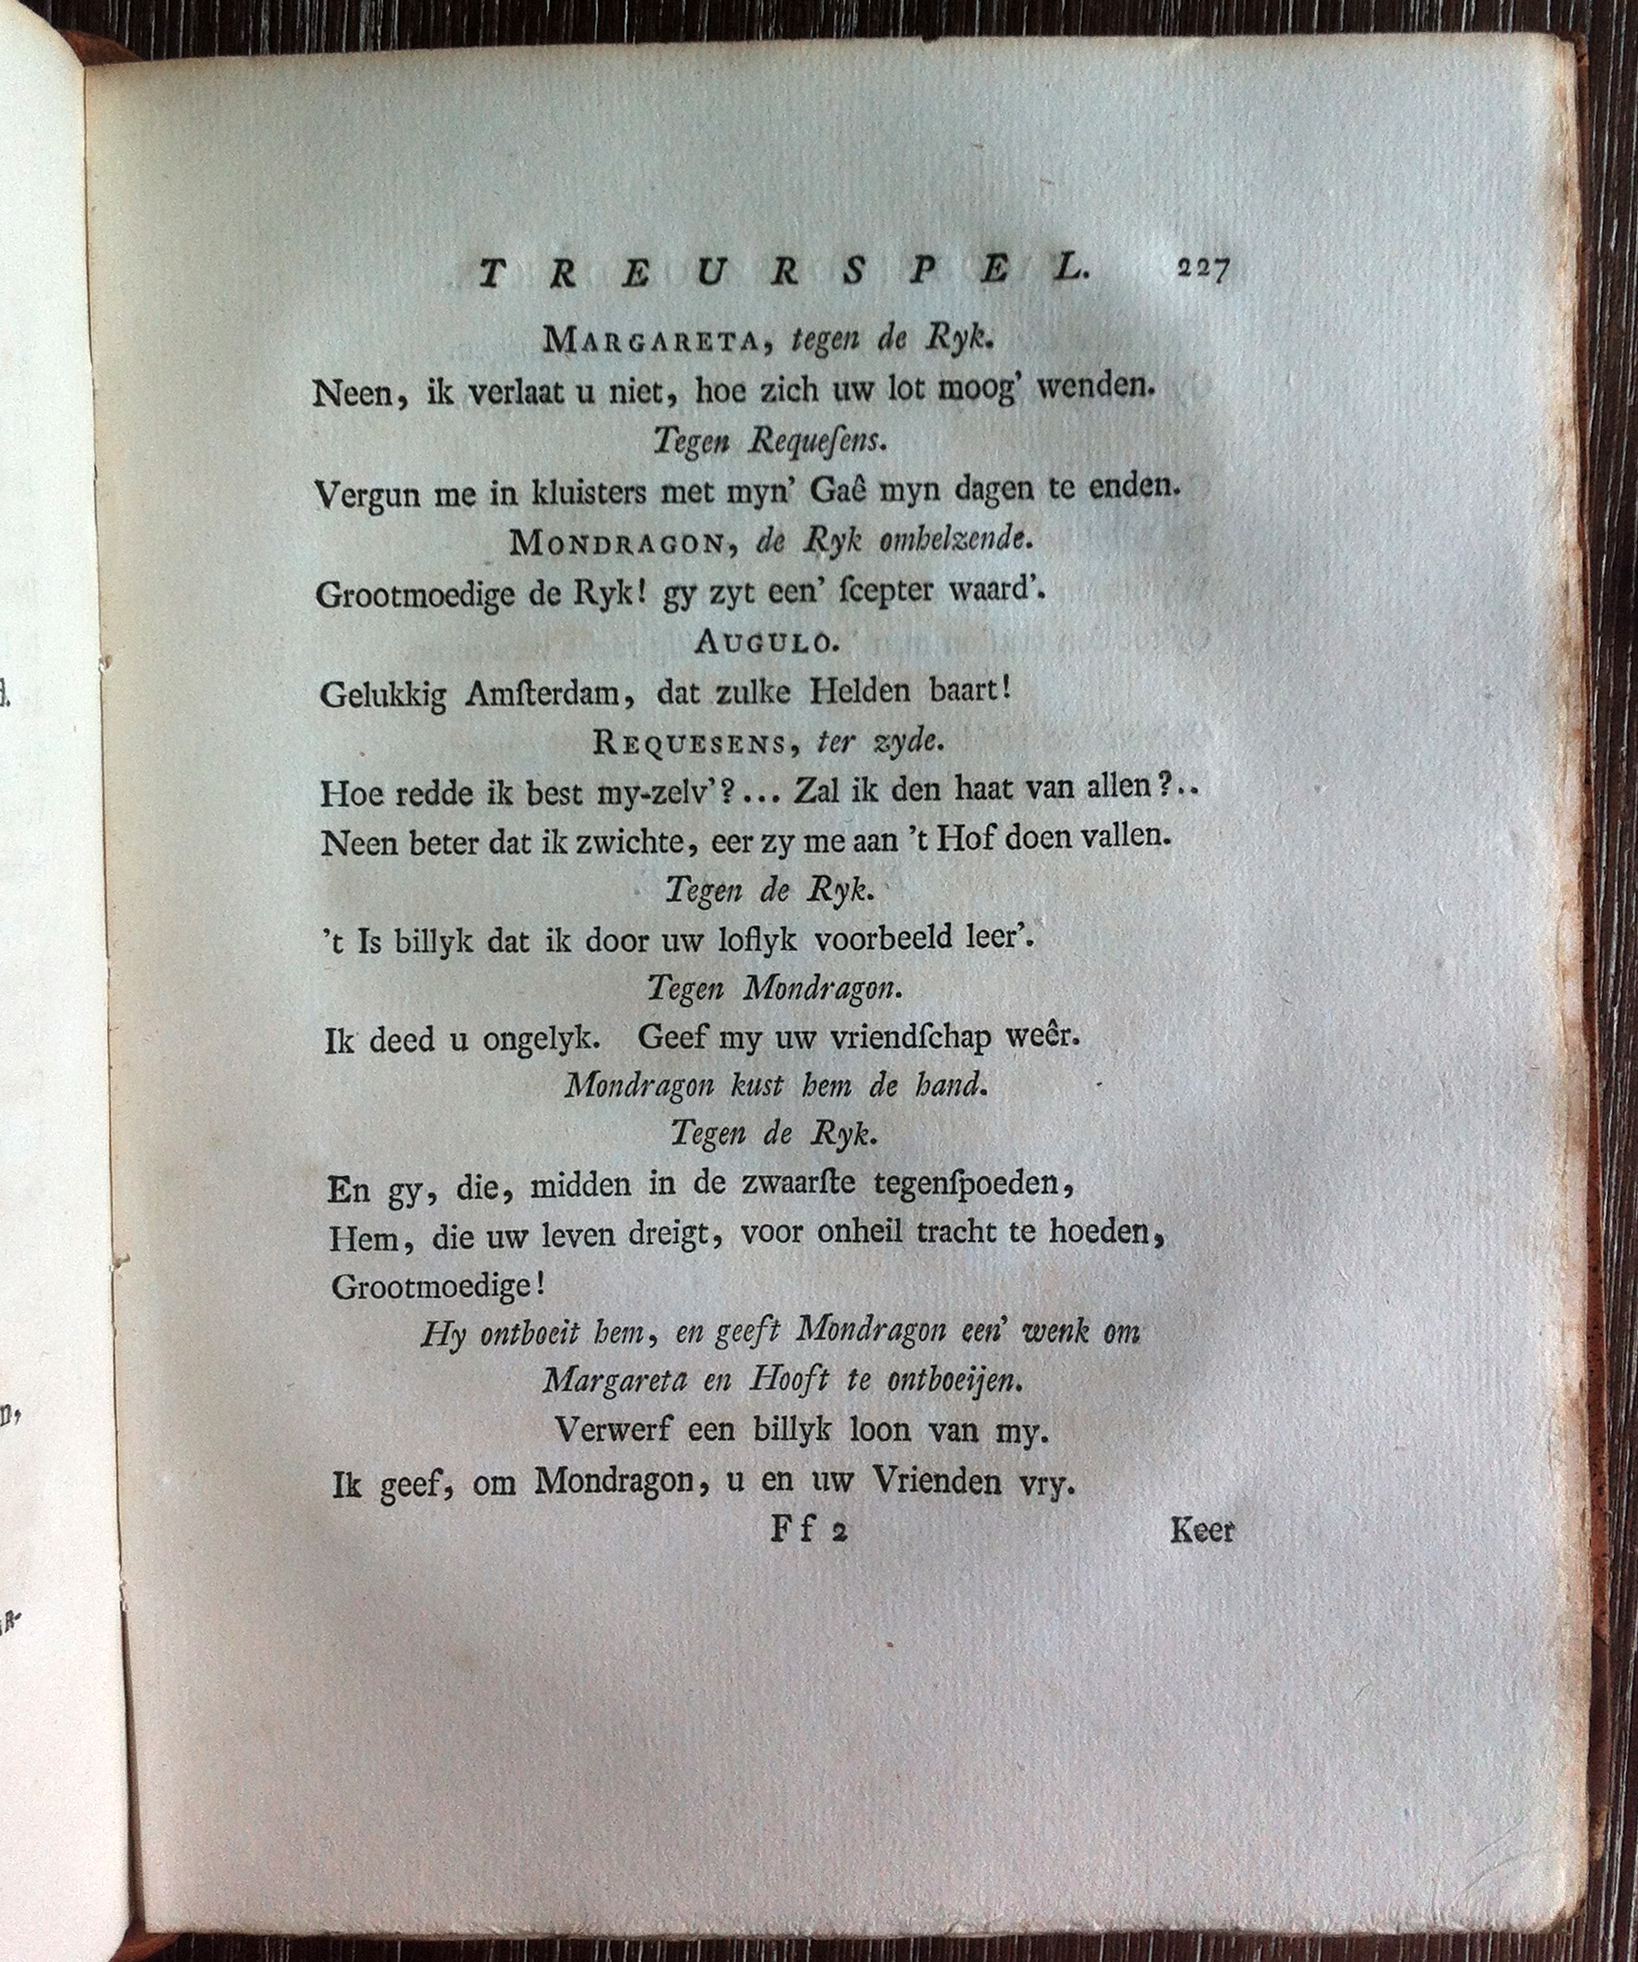 TREURSPEL. 227
MARGARETA, tegen de Ryk.
Neen, ik verlaat u niet, hoe zich uw lot moog’ wenden.
Tegen Requeſens.
Vergun me in kluisters met myn’ Gaê myn dagen te enden.
MONDRAGON, de Ryk omhelzende.
Grootmoedige de Ryk! gy zyt een’ ſcepter waard’.
AUGULO.
Gelukkig Amſterdam, dat zulke Helden baart!
REQUESENS, ter zyde.
Hoe redde ik best my-zelv’?... Zal ik den haat van allen?..
Neen beter dat ik zwichte, eer zy me aan ’t Hof doen vallen.
Tegen de Ryk.
’t Is billyk dat ik door uw loflyk voorbeeld leer’.
Tegen Mondragon.
Ik deed u ongelyk. Geef my uw vriendſchap weêr.
Mondragon kust hem de hand.
Tegen de Ryk.
En gy, die, midden in de zwaarſte tegenſpoeden,
Hem, die uw leven dreigt, voor onheil tracht te hoeden,
Grootmoedige!
Hy ontboeit hem, en geeft Mondragon een’ wenk om
Margareta en Hooft te ontboeijen.
Verwerf een billyk loon van my.
Ik geef, om Mondragon, u en uw Vrienden vry.
Ff 2 Keer